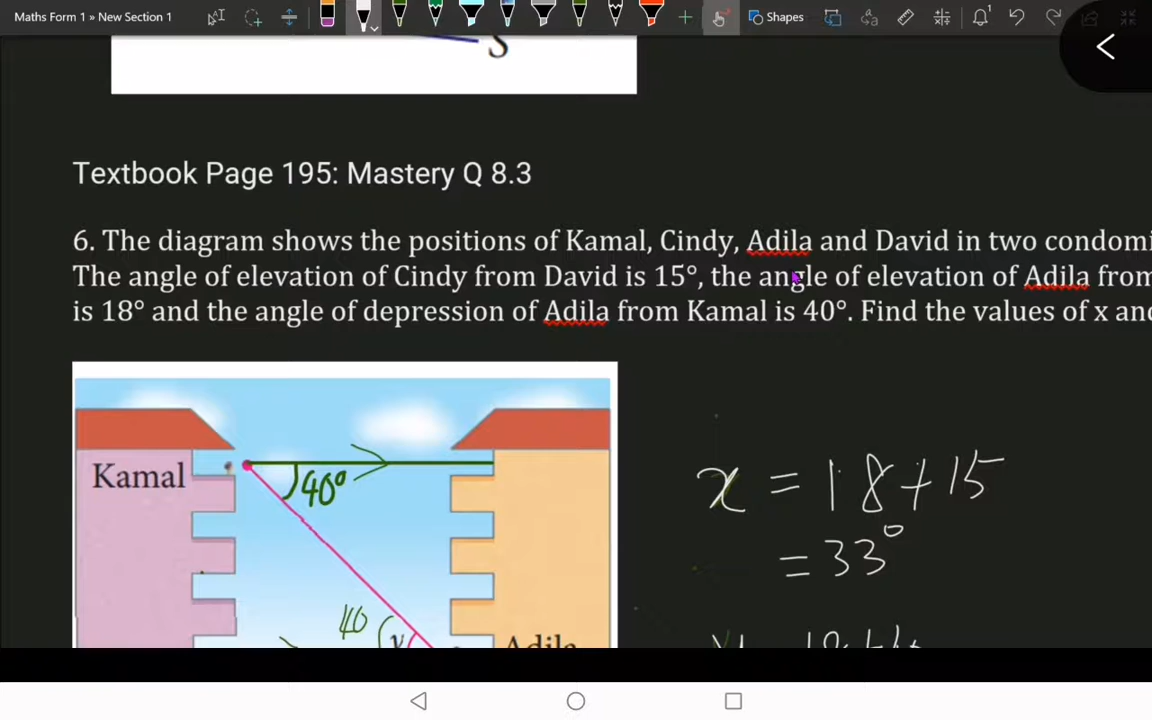 Maths Form 1 » New Section 1
Shapes
S
Textbook Page 195: Mastery Q 8.3
6. The diagram shows the positions of Kamal, Cindy, Adila and David in two condomi
The angle of elevation of Cindy from David is 15°, the angle of elevation of Adila from
is 18° and the angle of depression of Adila from Kamal is 40°. Find the values of x and
Kamal
40°
x = 18+15
= 33°
40
y
Adila